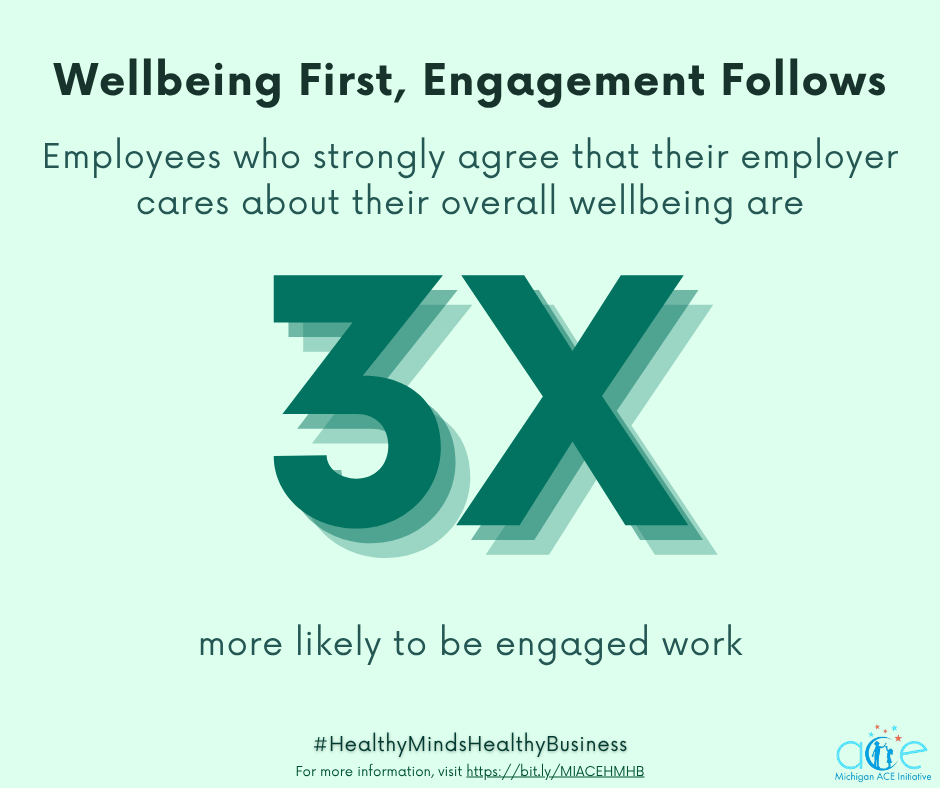 Wellbeing First, Engagement Follows
Employees who strongly agree that their employer
cares about their overall wellbeing are
3X
more likely to be engaged work
#HealthyMindsHealthyBusiness
For more information, visit https://bit.ly/MIACEHMHB
ace
Michigan ACE Initiative